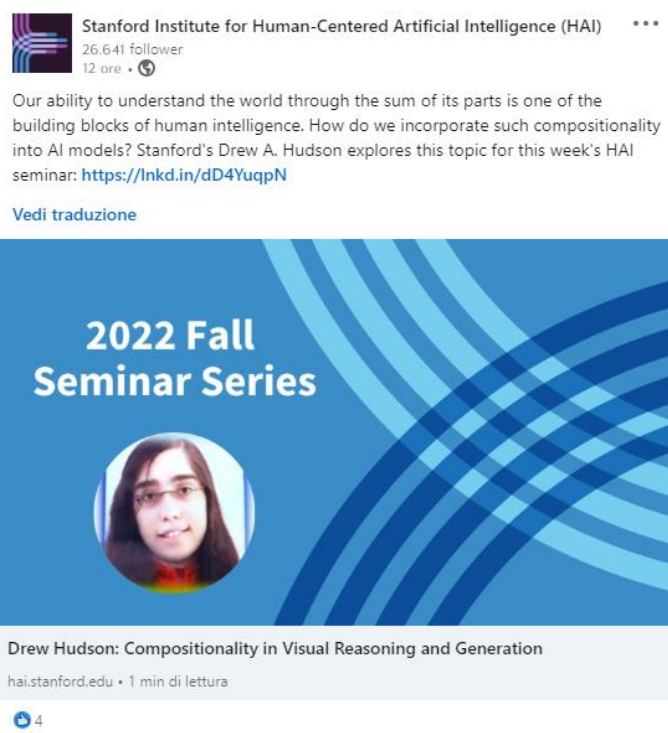 Stanford Institute for Human-Centered Artificial Intelligence (HAI)
26.641 follower
12 ore •
Our ability to understand the world through the sum of its parts is one of the
building blocks of human intelligence. How do we incorporate such compositionality
into AI models? Stanford's Drew A. Hudson explores this topic for this week's HAI
seminar: https://lnkd.in/dD4YuqpN
Vedi traduzione
2022 Fall
Seminar Series
Drew Hudson: Compositionality in Visual Reasoning and Generation
hai.stanford.edu • 1 min di lettura
4